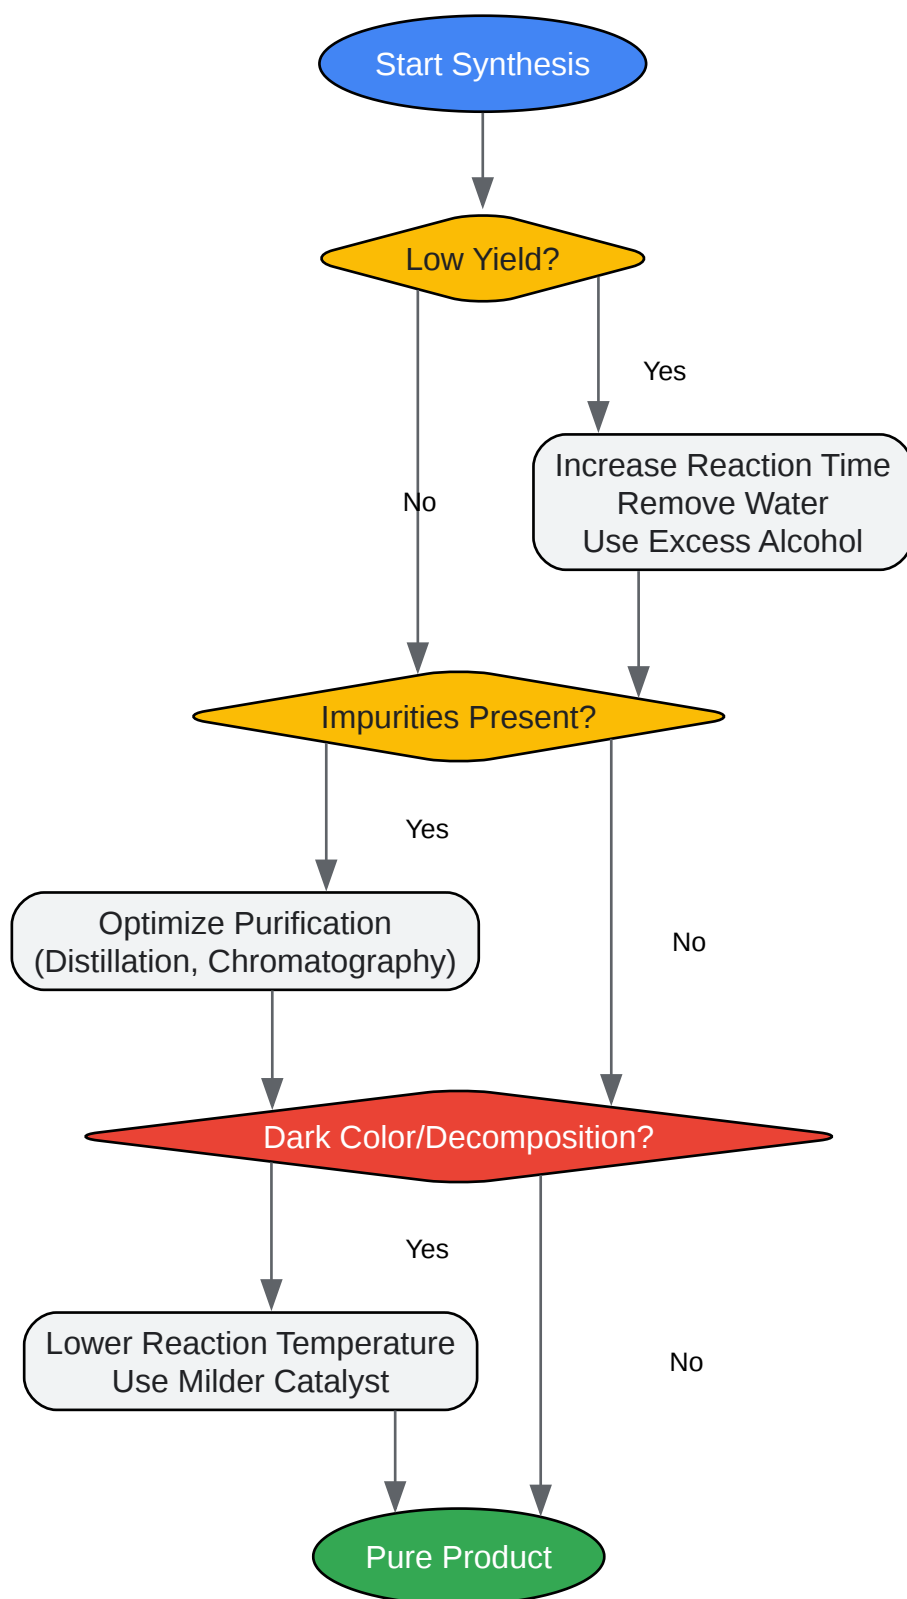 Start Synthesis
Low Yield?
Yes
Increase Reaction Time
Remove Water
Use Excess Alcohol
No
Impurities Present?
Yes
Optimize Purification
(Distillation, Chromatography)
No
Dark Color/Decomposition?
Yes
Lower Reaction Temperature
Use Milder Catalyst
No
Pure Product